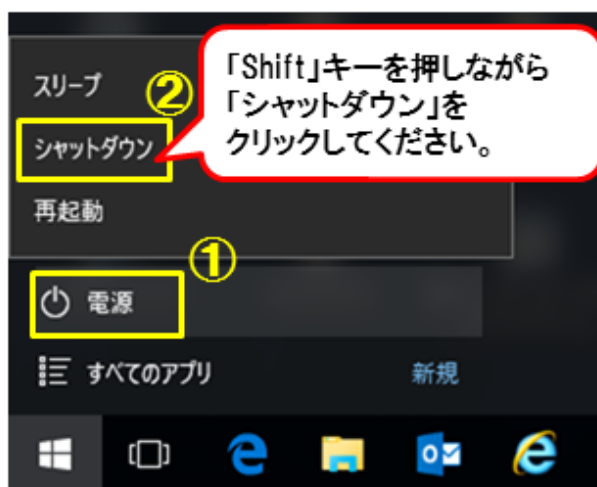 スリープ
②
「Shift」キーを押しながら
「シャットダウン」を
クリックしてください。
シャットダウン
再起動
①
電源
すべてのアプリ
新規